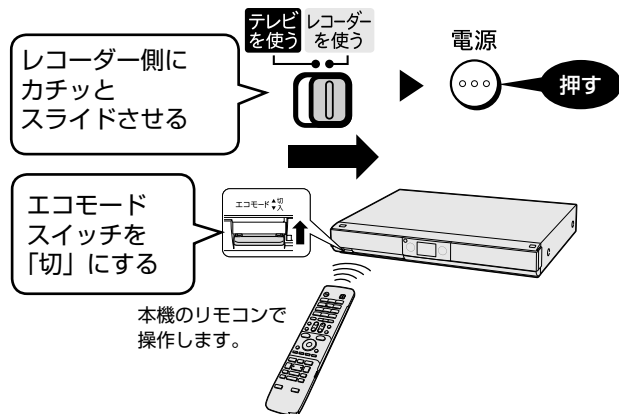 テレビ
を使う
レコーダー
を使う
レコーダー側に
カチッと
スライドさせる
電源
押す
エコモード
スイッチを
「切」にする
エコモード ▲切
▼入
本機のリモコンで
操作します。